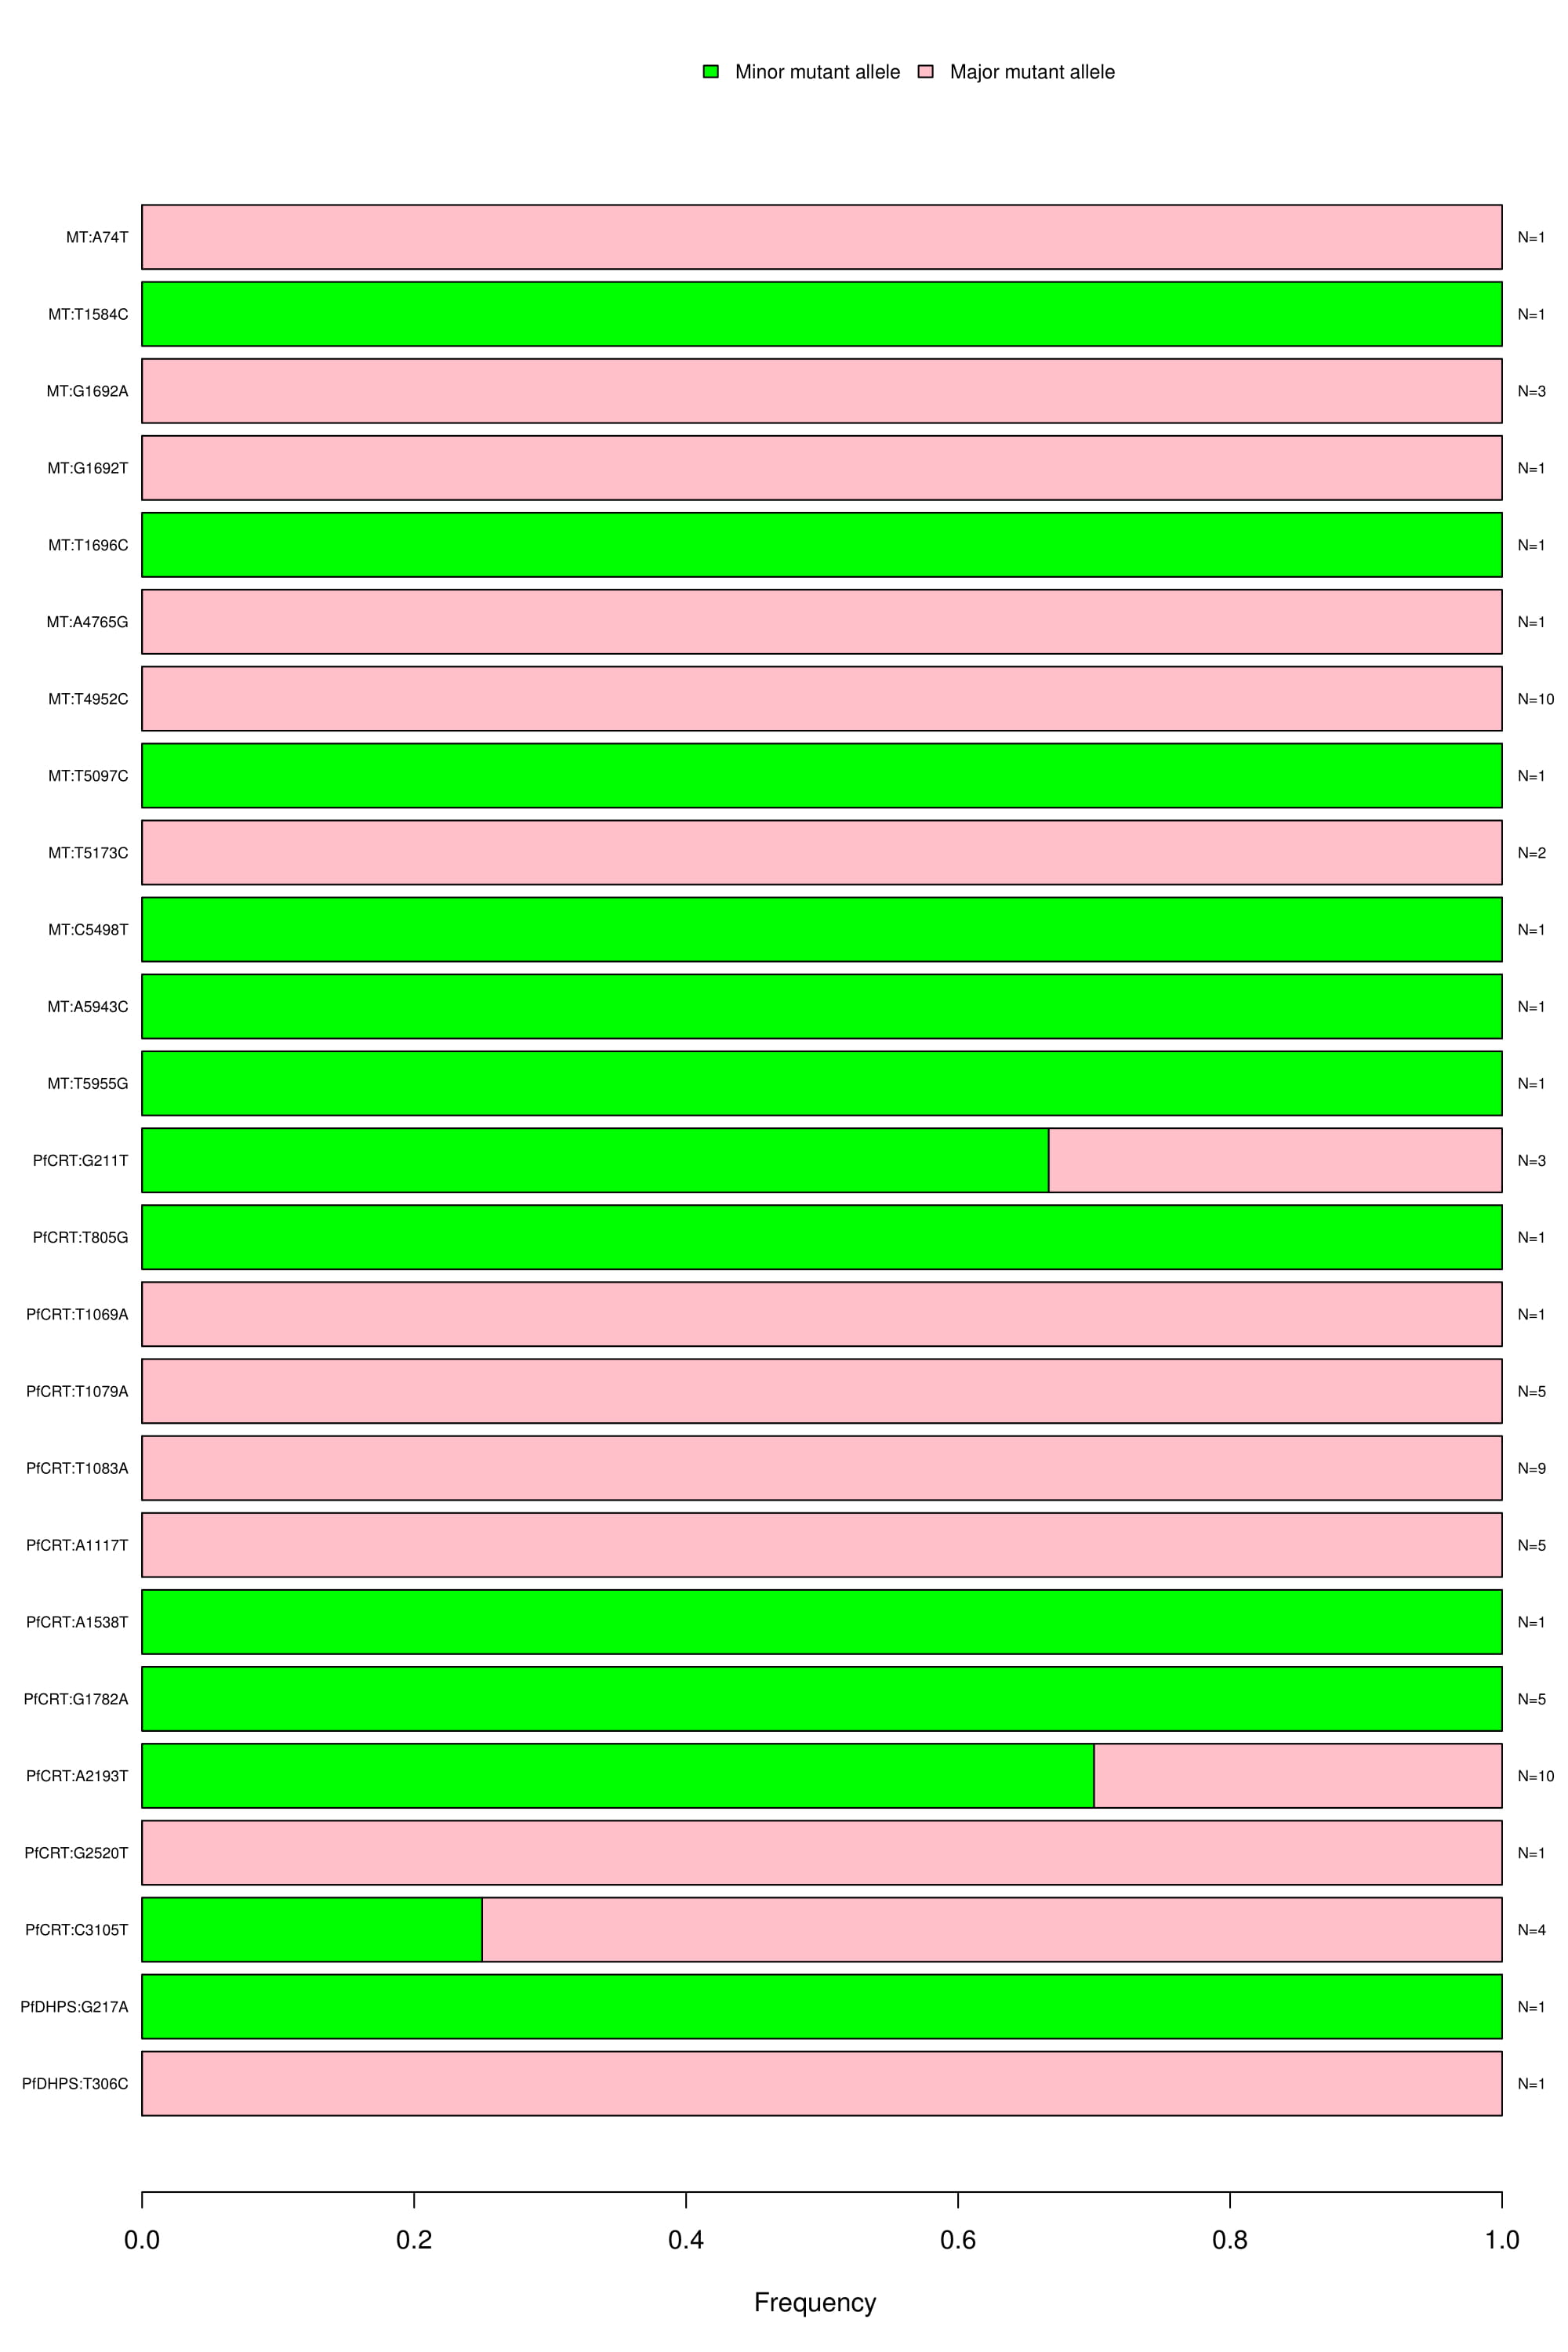 Minor mutant allele Major mutant allele
MT:A74T N=1
MT:T1584C N=1
MT:G1692A N=3
MT:G1692T N=1
MT:T1696C N=1
MT:A4765G N=1
MT:T4952C N=10
MT:T5097C N=1
MT:T5173C N=2
MT:C5498T N=1
MT:A5943C N=1
MT:T5955G N=1
PfCRT:G211T N=3
PfCRT:T805G N=1
PfCRT:T1069A N=1
PfCRT:T1079A N=5
PfCRT:T1083A N=9
PfCRT:A1117T N=5
PfCRT:A1538T N=1
PfCRT:G1782A N=5
PfCRT:A2193T N=10
PfCRT:G2520T N=1
PfCRT:C3105T N=4
PfDHPS:G217A N=1
PfDHPS:T306C N=1
0.0 0.2 0.4 0.6 0.8 1.0
Frequency